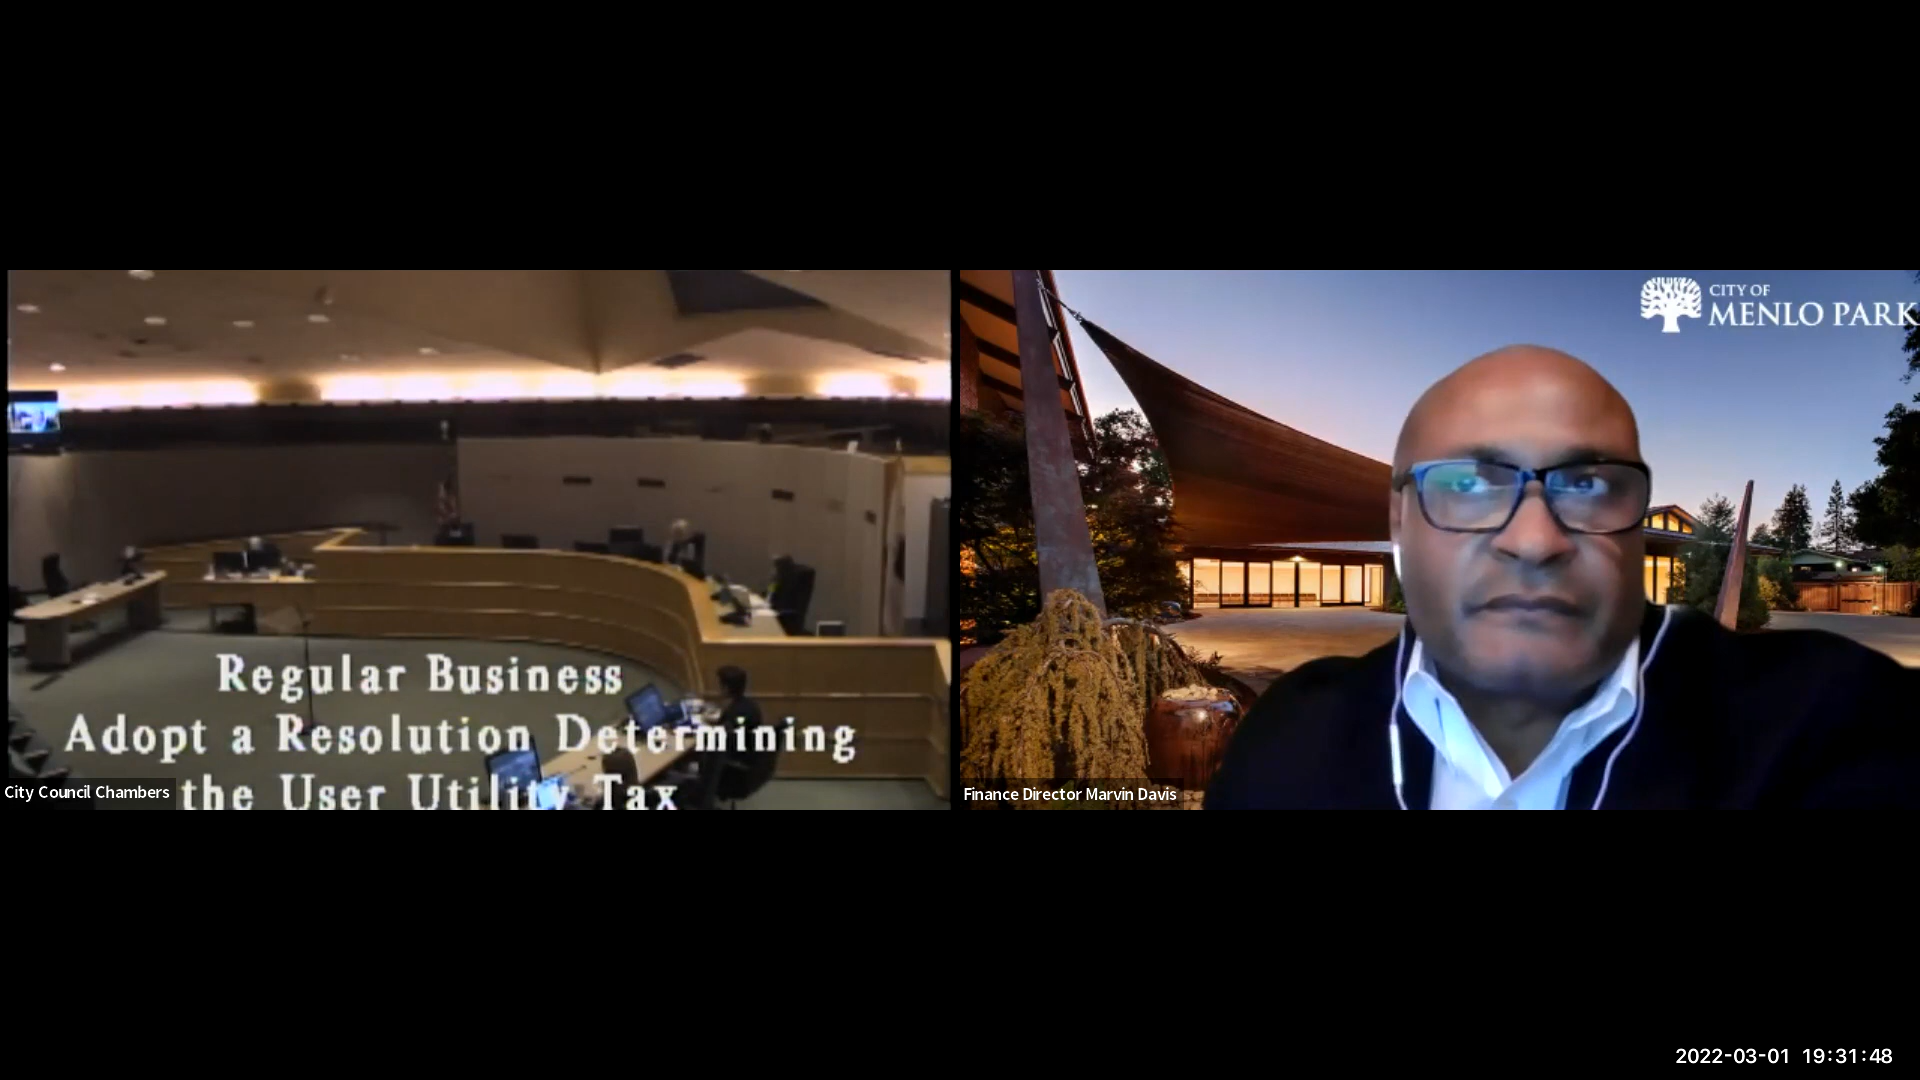 Regular Business
Adopt a Resolution Determining
the User Utility Tax
City Council Chambers
CITY OF
MENLO PARK
Finance Director Marvin Davis
2022-03-01 19:31:48